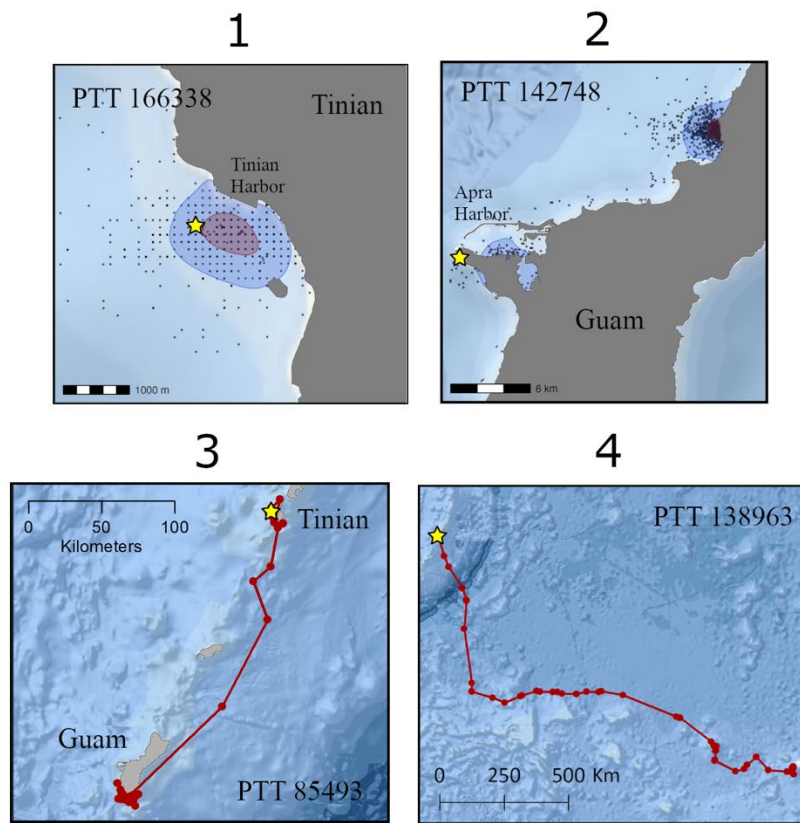 1
PTT 166338
Tinian
Tinian
Harbor
1000 m
2
PTT 142748
Apra
Harbor
Guam
6 km
3
0 50 100
Kilometers
Tinian
Guam
PTT 85493
4
PTT 138963
0 250 500 Km